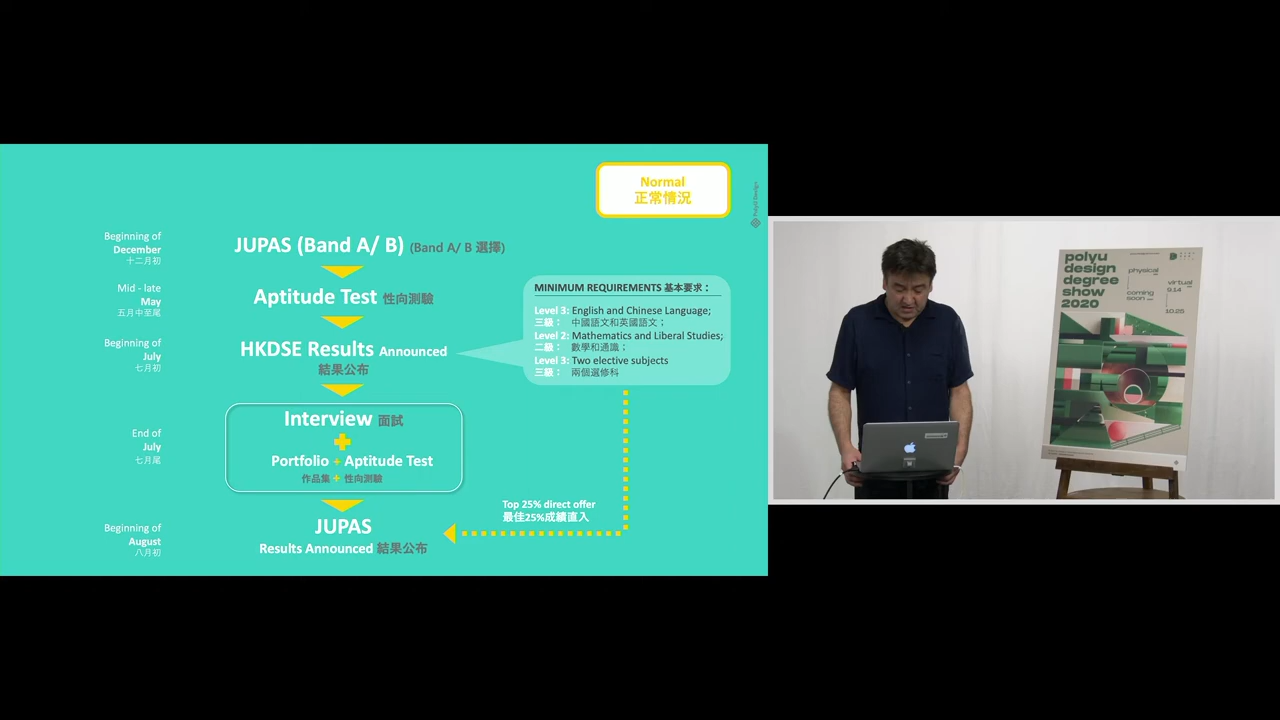 Normal
正常情況
PolyU Design
Beginning of
December
十二月初
JUPAS (Band A/ B) (Band A/ B 選擇)
Mid - late
May
五月中至尾
Aptitude Test 性向測驗
Beginning of
July
七月初
HKDSE Results Announced
結果公布
MINIMUM REQUIREMENTS 基本要求：
Level 3: English and Chinese Language;
三級： 中國語文和英國語文；
Level 2: Mathematics and Liberal Studies;
二級： 數學和通識；
Level 3: Two elective subjects
三級： 兩個選修科
End of
July
七月尾
Interview 面試
+
Portfolio + Aptitude Test
作品集 + 性向測驗
Top 25% direct offer
最佳25%成績直入
Beginning of
August
八月初
JUPAS
Results Announced 結果公布
polyu
design
degree
show
2020
physical
coming
soon
virtual
9.14
10.25